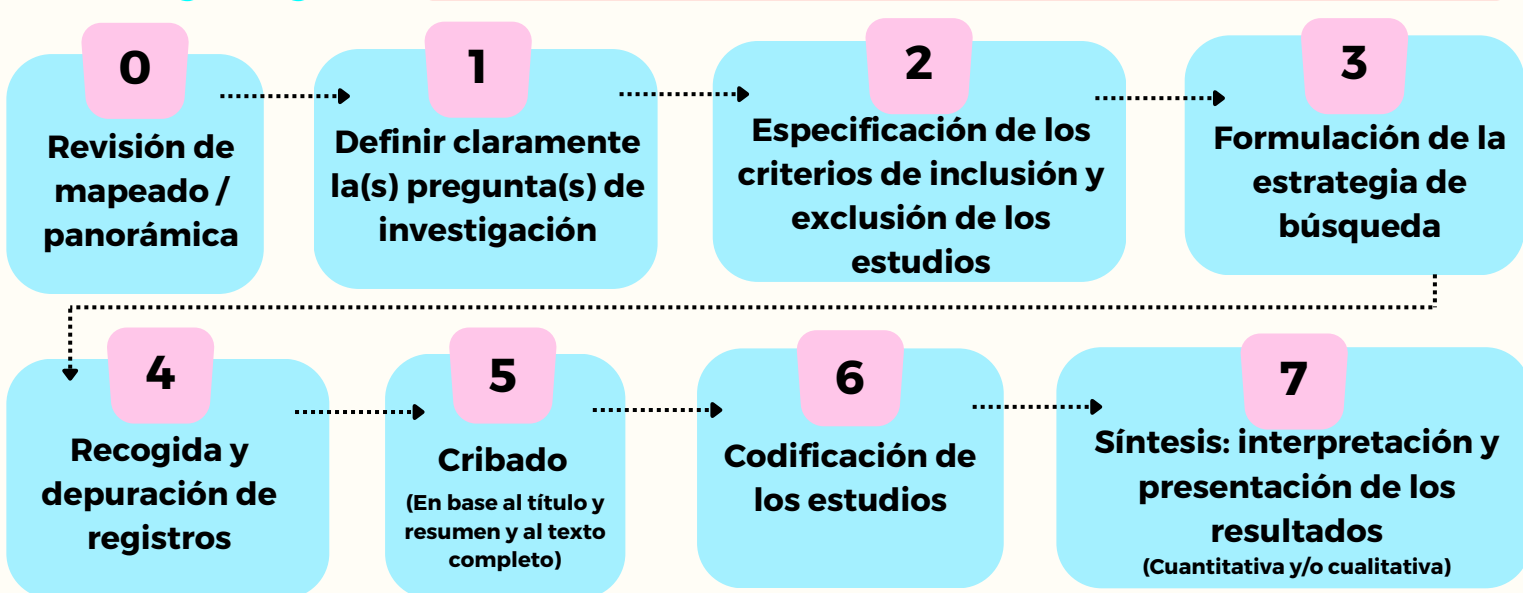 0
Revisión de
mapeado /
panorámica
1
Definir claramente
la(s) pregunta(s) de
investigación
2
Especificación de los
criterios de inclusión y
exclusión de los
estudios
3
Formulación de la
estrategia de
búsqueda
4
Recogida y
depuración de
registros
5
Cribado
(En base al título y
resumen y al texto
completo)
6
Codificación de
los estudios
7
Síntesis: interpretación y
presentación de los
resultados
(Cuantitativa y/o cualitativa)